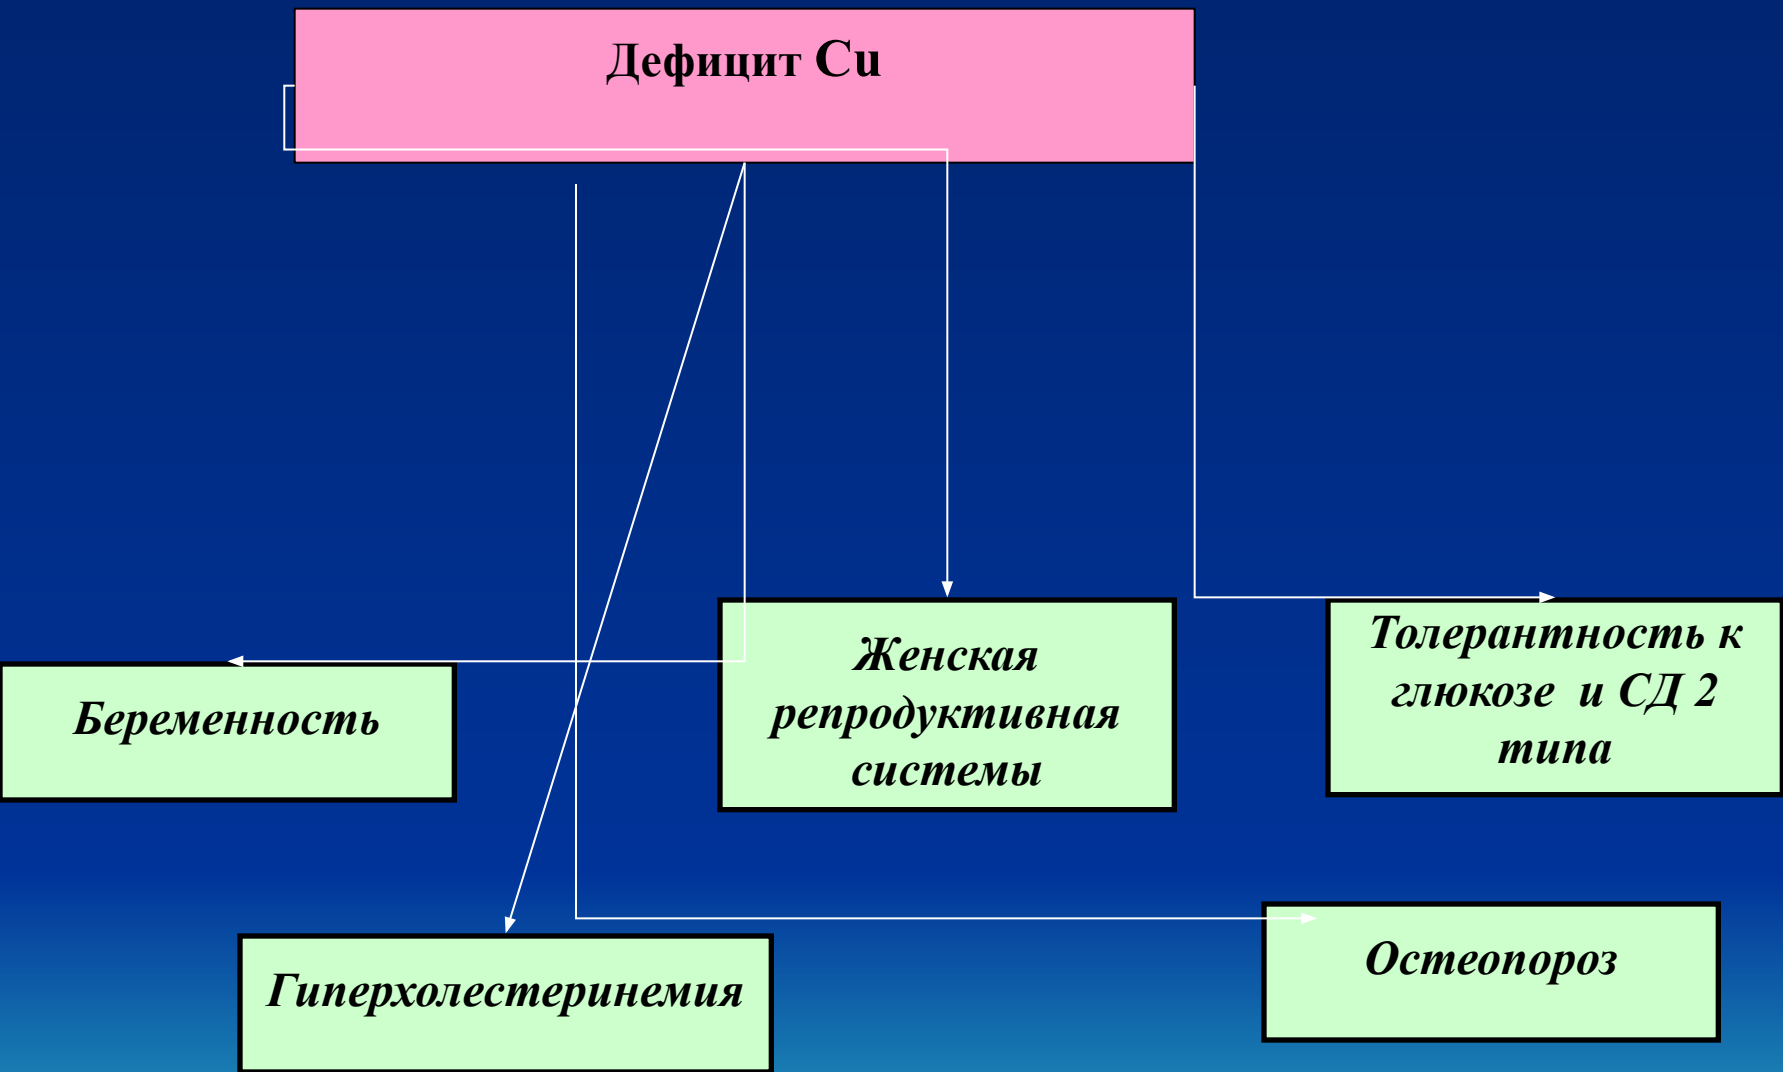 Дефицит Cu
Женская
репродуктивная
системы
Толерантность к
глюкозе и СД 2
типа
Беременность
Гиперхолестеринемия
Остеопороз